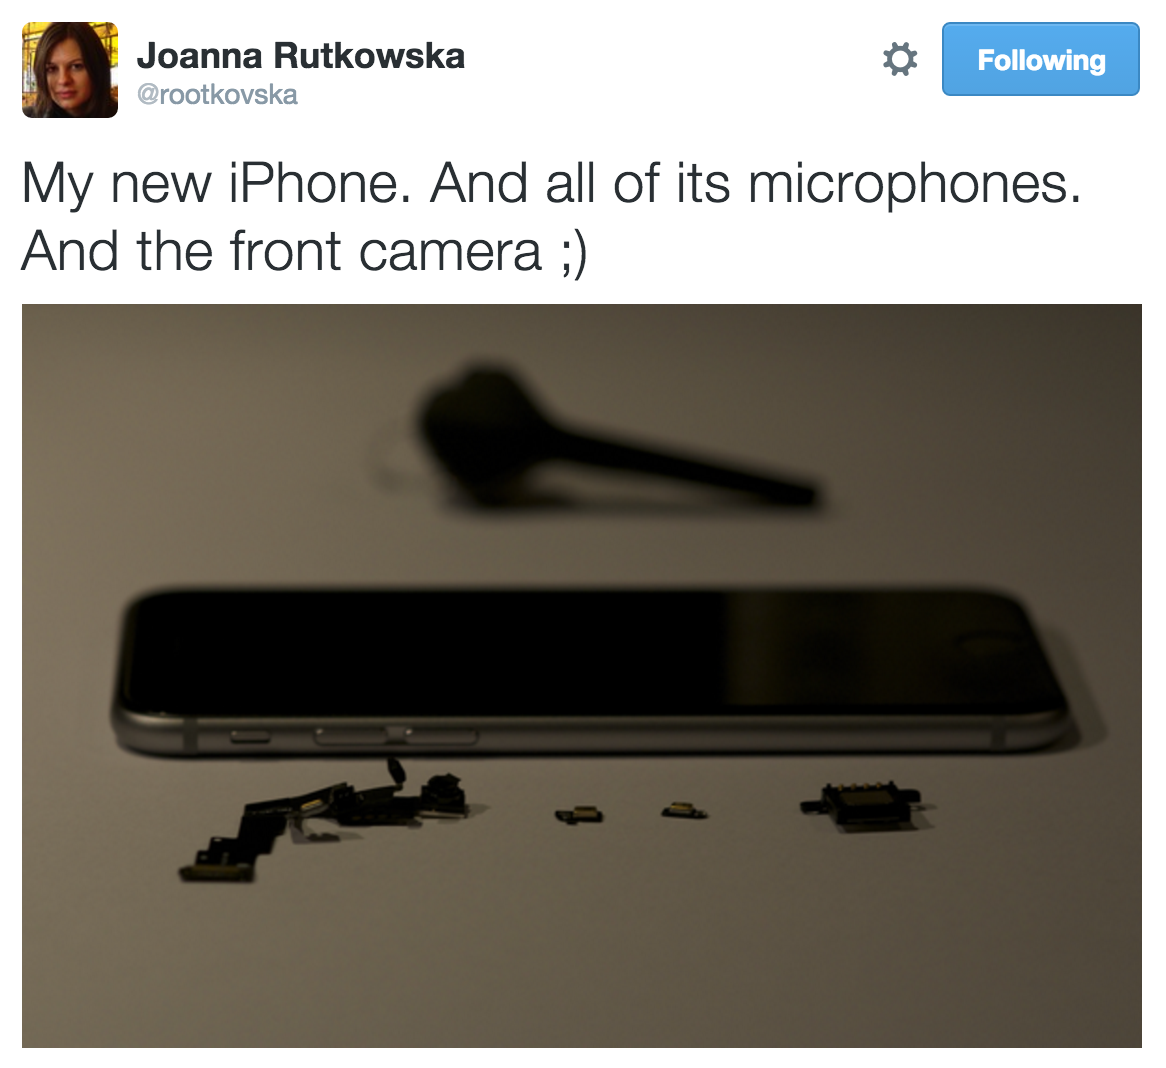 Joanna Rutkowska
@rootkovska
Following
My new iPhone. And all of its microphones.
And the front camera ;)